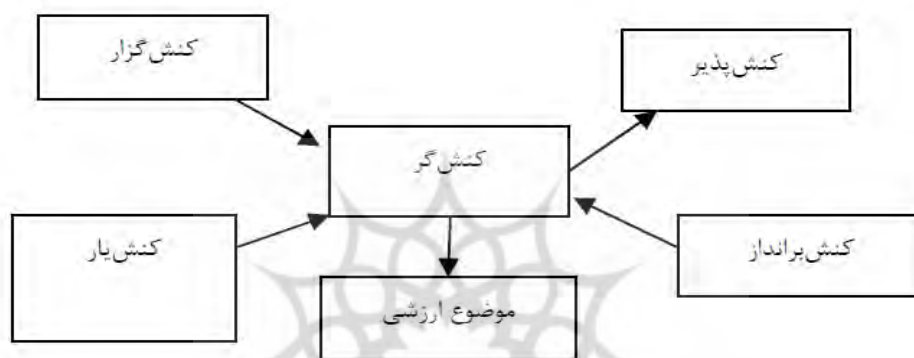 کنش‌گزار
کنش‌پذیر
کنش‌گر
کنش‌یار
کنش‌برانداز
موضوع ارزشی